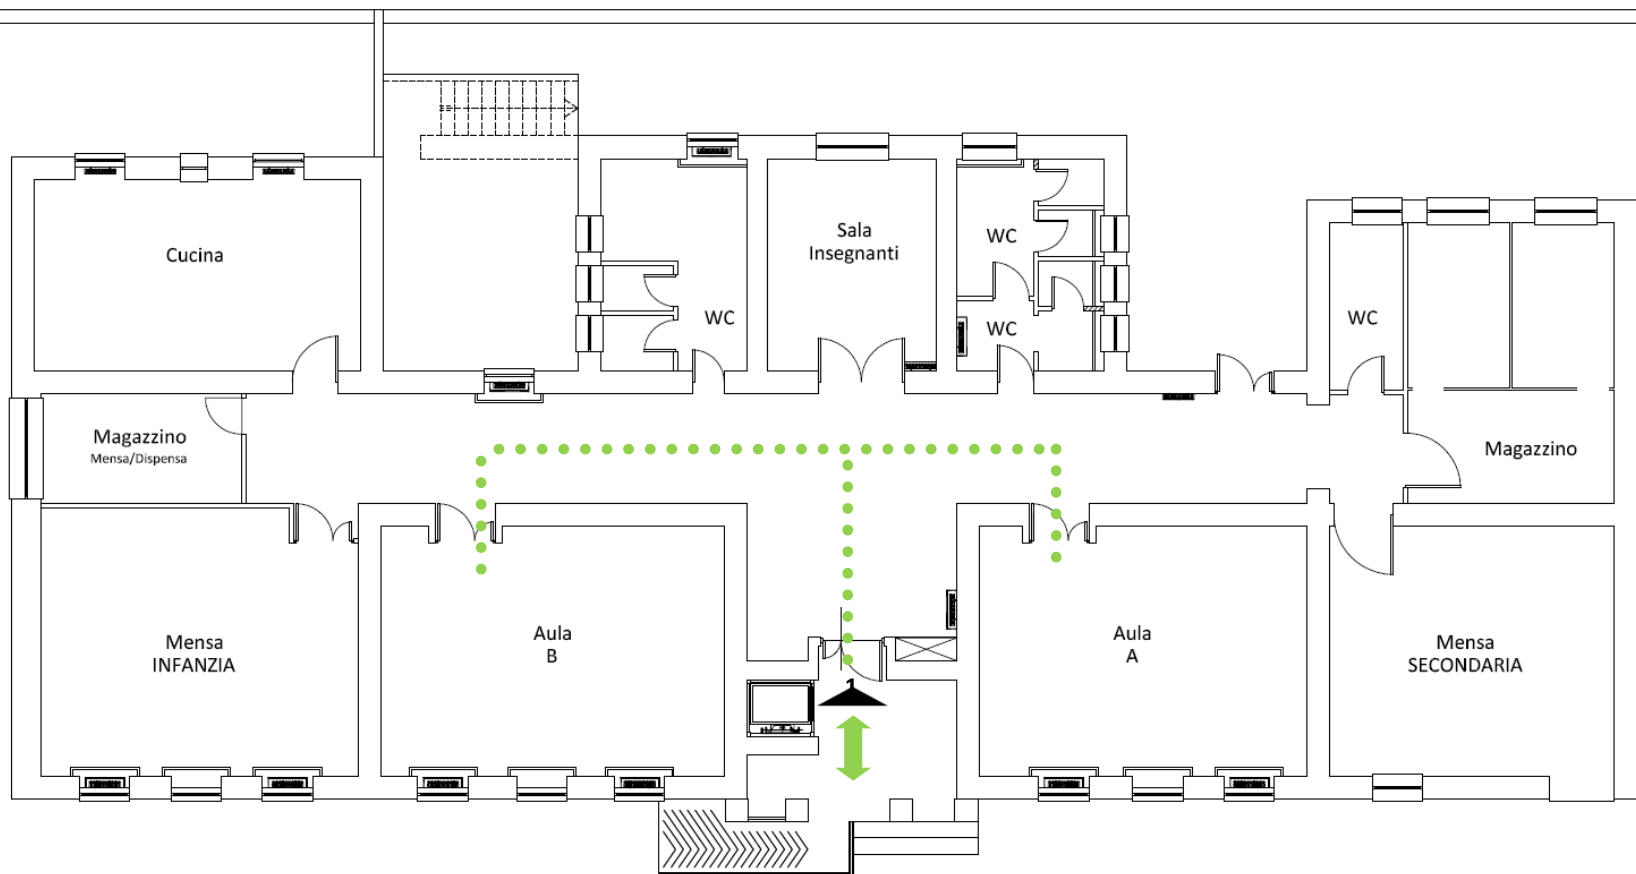 Cucina
Sala
Insegnanti
WC
WC
WC
WC
Magazzino
Mensa/Dispensa
Magazzino
Mensa
INFANZIA
Aula
B
Aula
A
Mensa
SECONDARIA
1